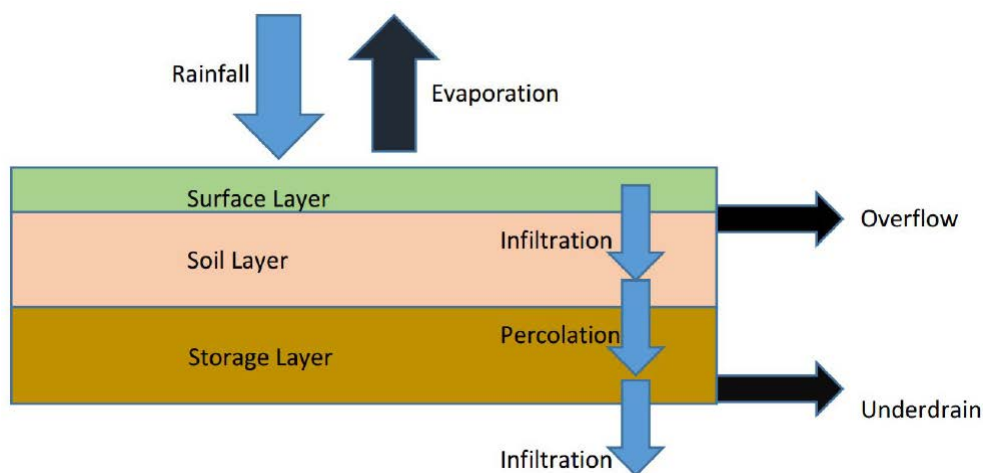 Rainfall
Evaporation
Surface Layer
Overflow
Infiltration
Soil Layer
Percolation
Storage Layer
Underdrain
Infiltration